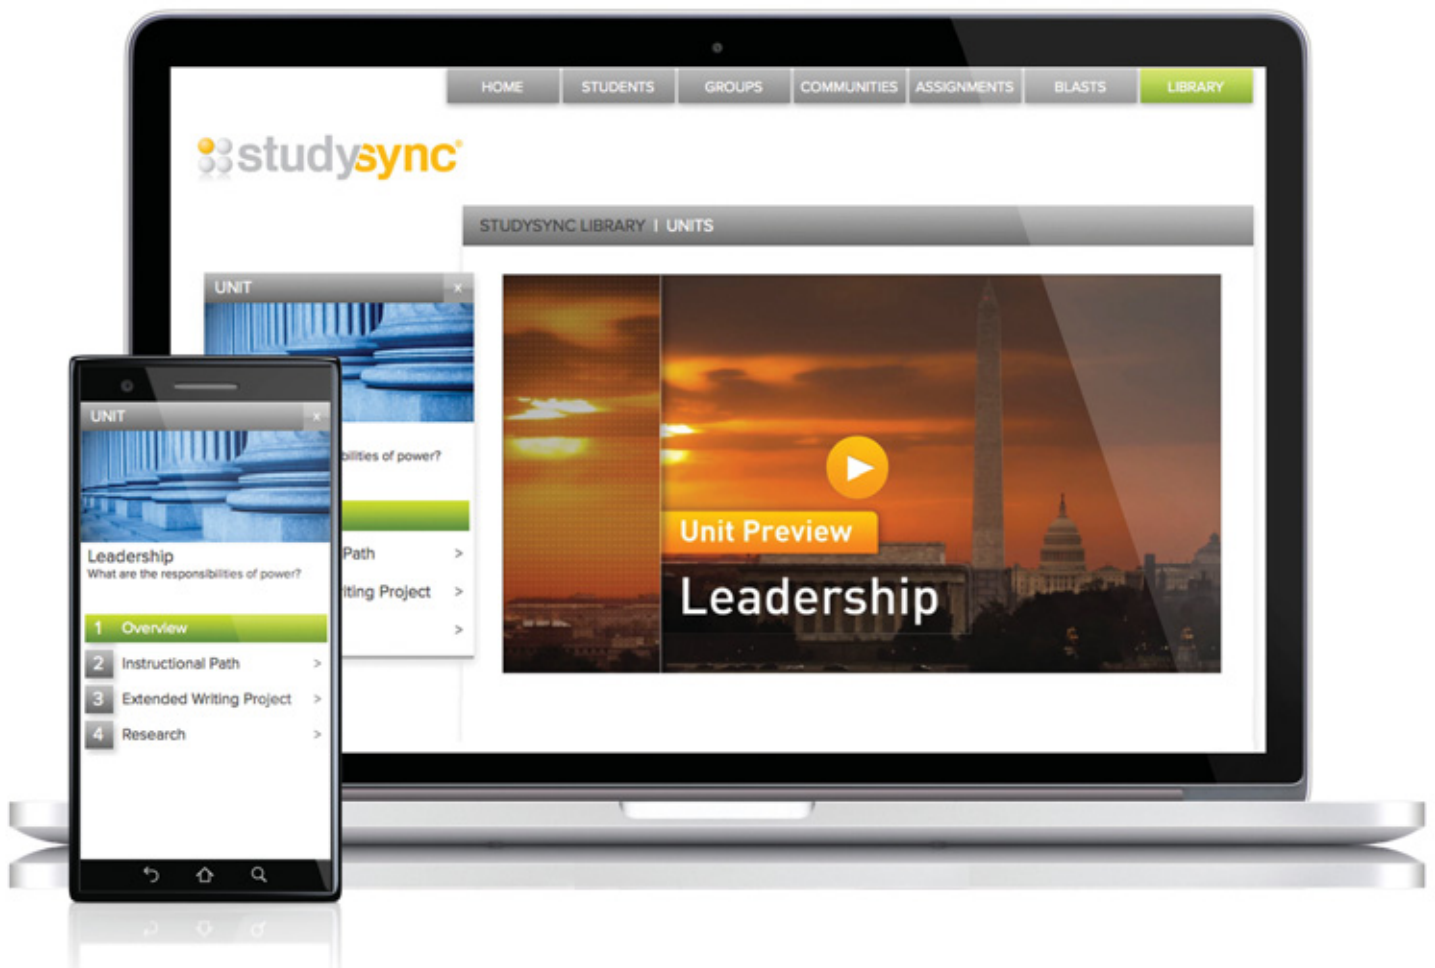 HOME STUDENTS GROUPS COMMUNITIES ASSIGNMENTS BLASTS LIBRARY
studysync®
STUDYSYNC LIBRARY | UNITS
UNIT x
bilities of power?
Path >
iting Project >
>
Unit Preview
Leadership
UNIT x
Leadership
What are the responsibilities of power?
1 Overview
2 Instructional Path >
3 Extended Writing Project >
4 Research >